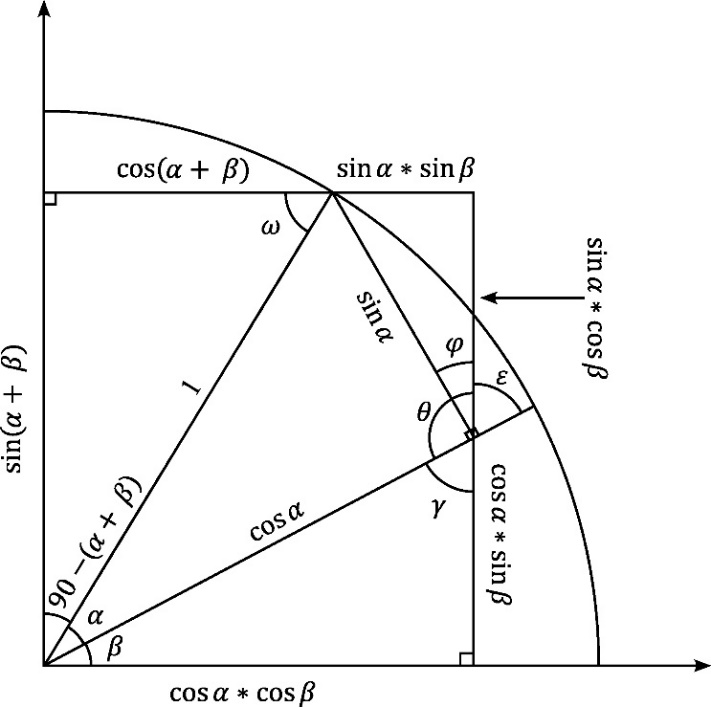 cos(α + β)
sin α * sin β
ω
sin α * cos β
sin α
φ
ε
1
θ
sin(α + β)
γ
cos α * sin β
cos α
90 −(α + β)
α
β
cos α * cos β